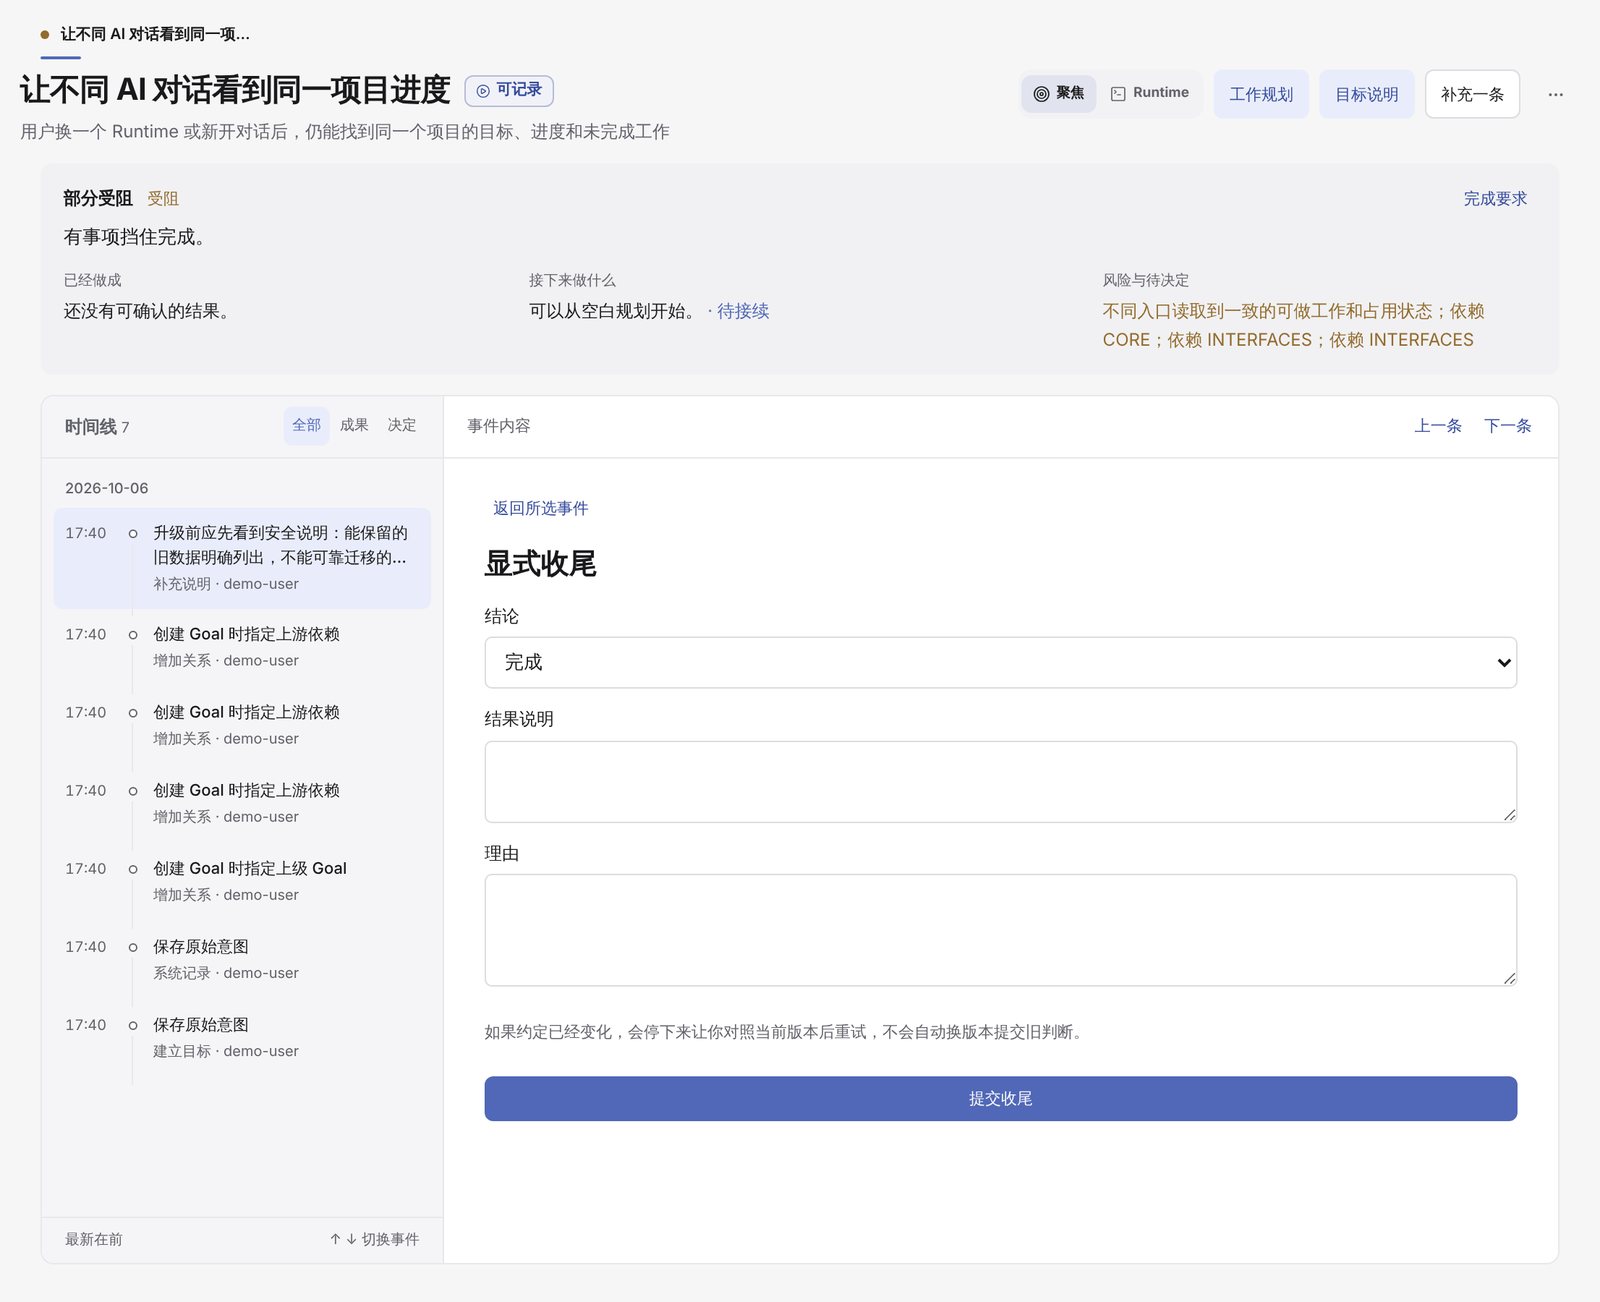 让不同 AI 对话看到同一项...
让不同 AI 对话看到同一项目进度
可记录
聚焦
Runtime
工作规划
目标说明
补充一条
...
用户换一个 Runtime 或新开对话后，仍能找到同一个项目的目标、进度和未完成工作
部分受阻 受阻
完成要求
有事项挡住完成。
已经做成
还没有可确认的结果。
接下来做什么
可以从空白规划开始。 · 待接续
风险与待决定
不同入口读取到一致的可做工作和占用状态；依赖
CORE；依赖 INTERFACES；依赖 INTERFACES
时间线 7
全部
成果
决定
2026-10-06
17:40
升级前应先看到安全说明：能保留的
旧数据明确列出，不能可靠迁移的...
补充说明 · demo-user
17:40
创建 Goal 时指定上游依赖
增加关系 · demo-user
17:40
创建 Goal 时指定上游依赖
增加关系 · demo-user
17:40
创建 Goal 时指定上游依赖
增加关系 · demo-user
17:40
创建 Goal 时指定上级 Goal
增加关系 · demo-user
17:40
保存原始意图
系统记录 · demo-user
17:40
保存原始意图
建立目标 · demo-user
最新在前
↑ ↓ 切换事件
事件内容
上一条
下一条
返回所选事件
显式收尾
结论
完成
结果说明
理由
如果约定已经变化，会停下来让你对照当前版本后重试，不会自动换版本提交旧判断。
提交收尾